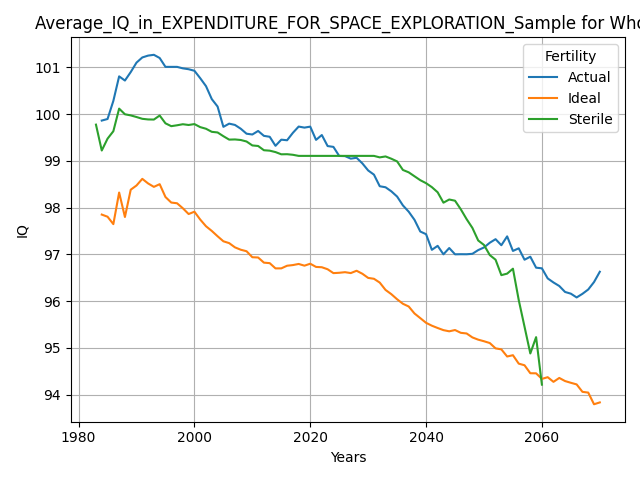 Average_IQ_in_EXPENDITURE_FOR_SPACE_EXPLORATION_Sample for Who
Fertility
Actual
Ideal
Sterile
IQ
101
100
99
98
97
96
95
94
1980 2000 2020 2040 2060
Years